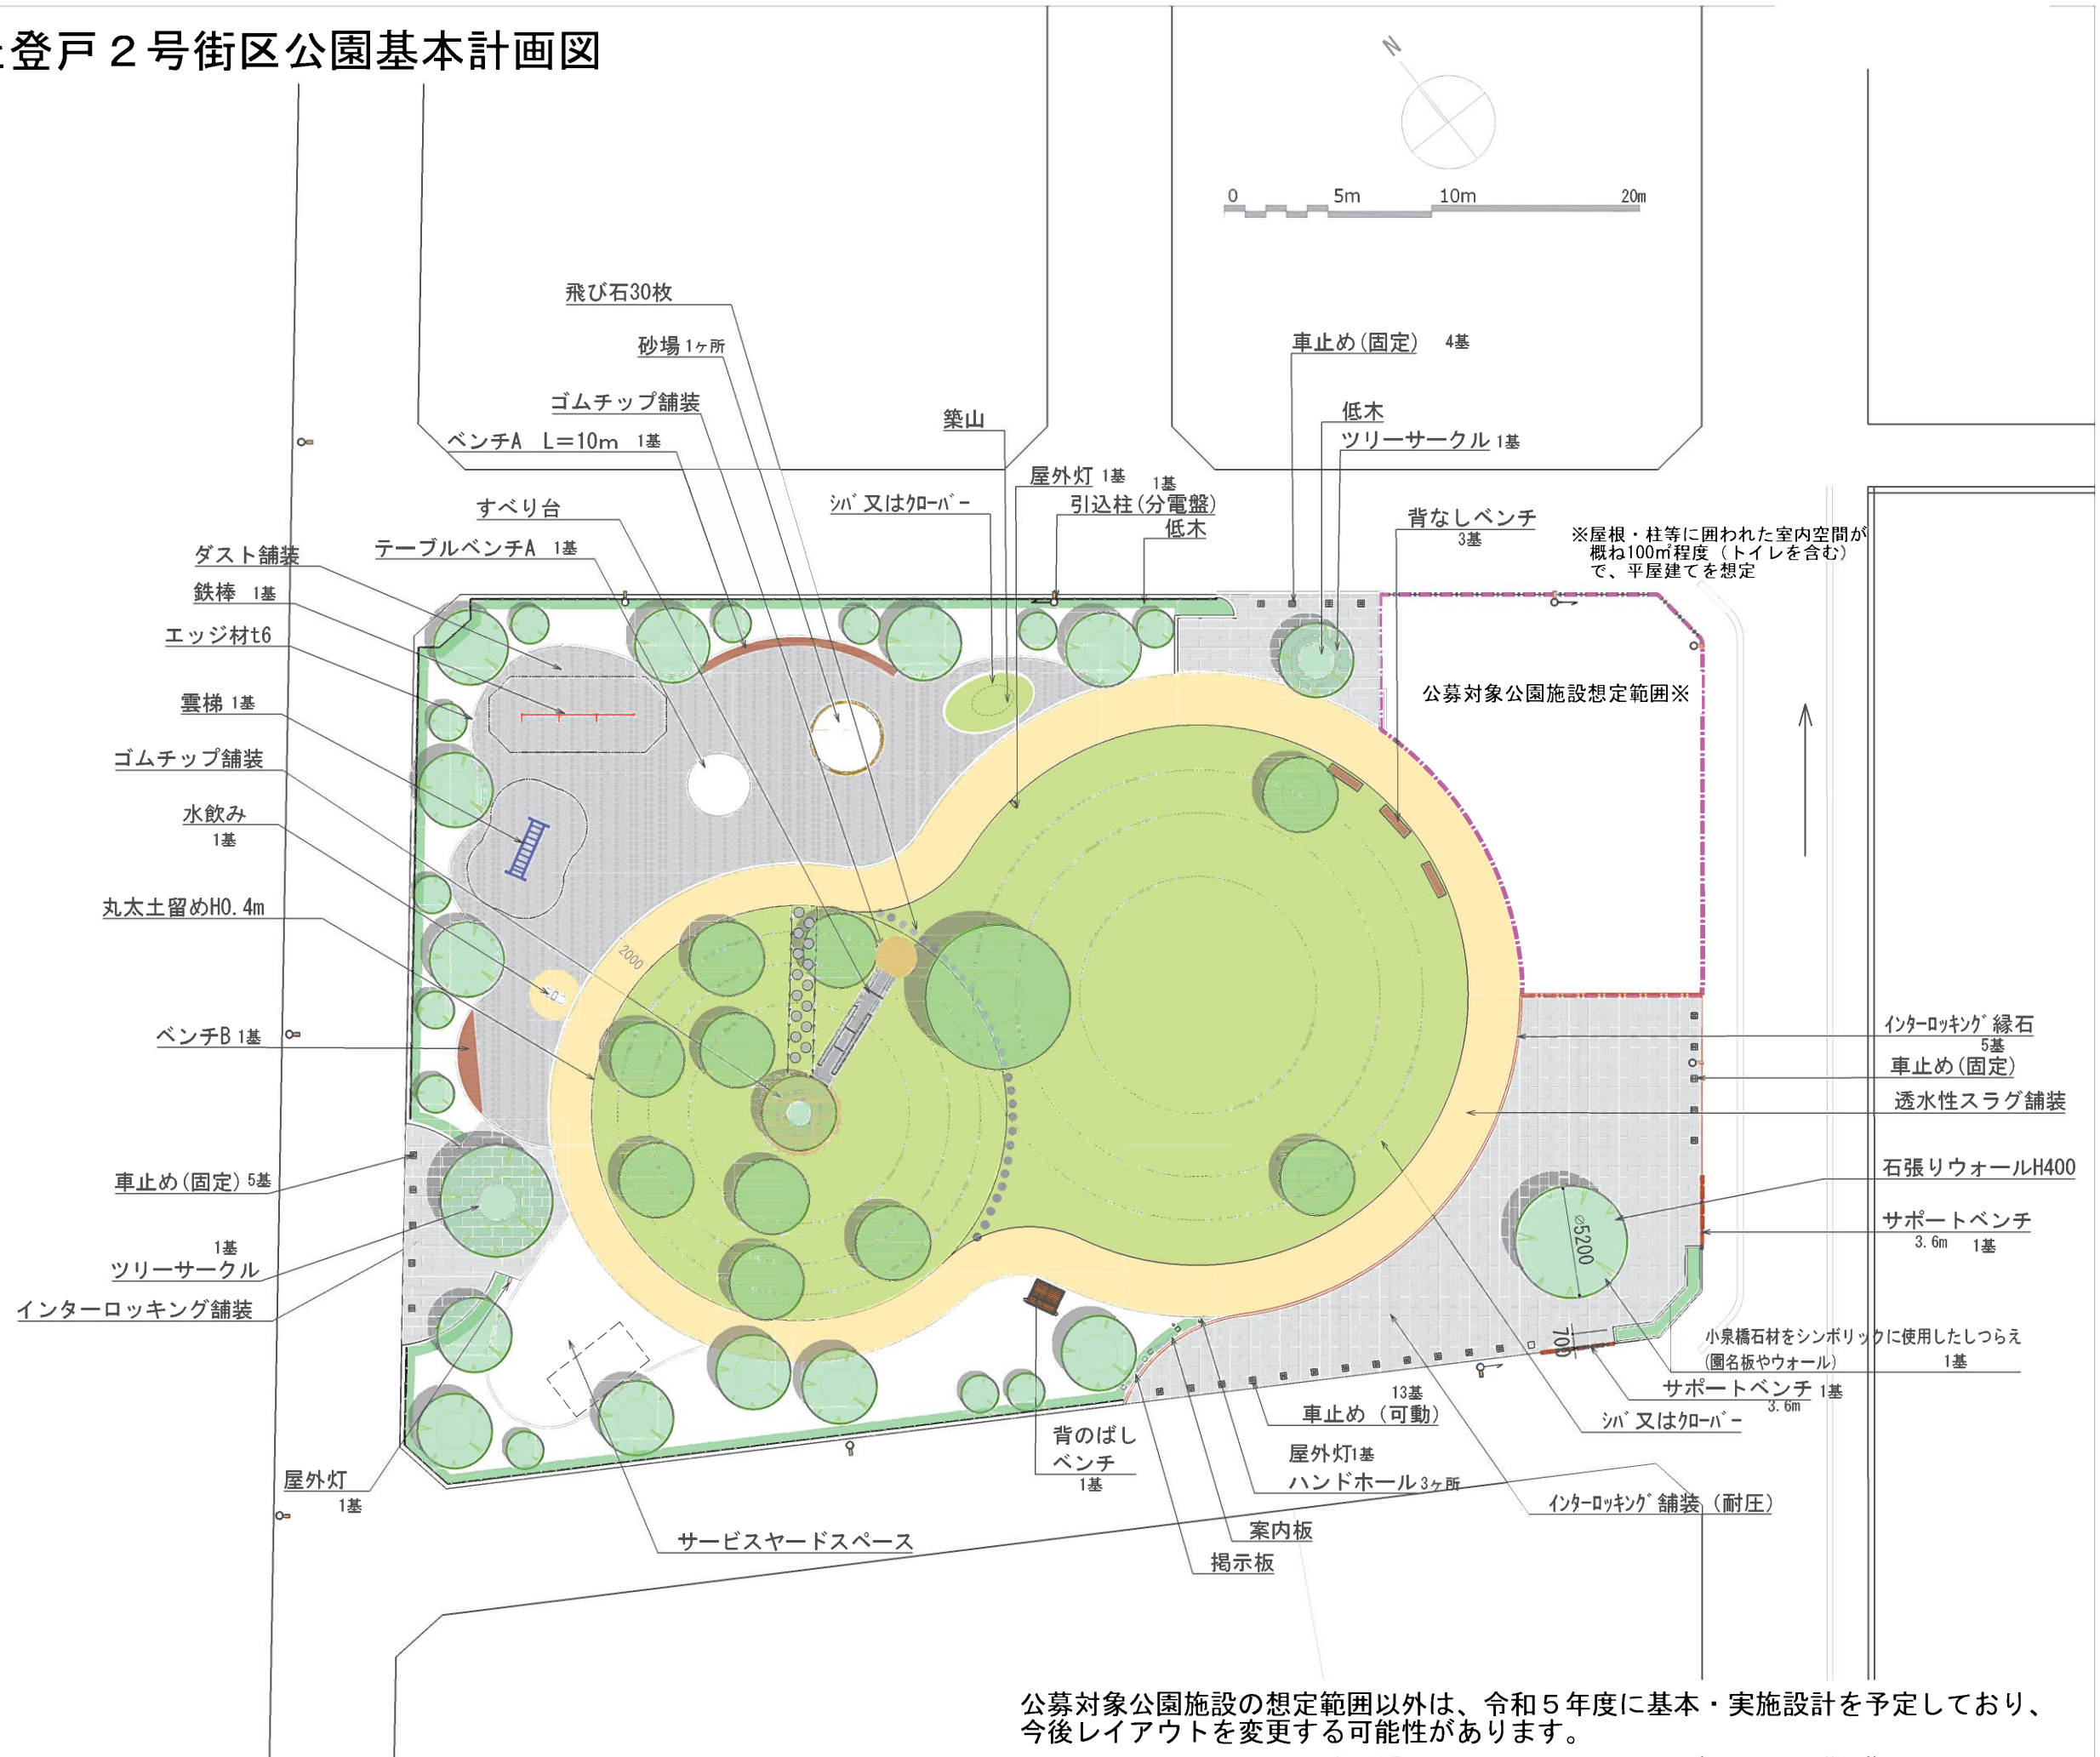 登戸２号街区公園基本計画図
N
0 5m 10m 20m
飛び石30枚
砂場1ヶ所
ゴムチップ舗装
ベンチA L=10m 1基
すべり台
テーブルベンチA 1基
ダスト舗装
鉄棒 1基
エッジ材t6
雲梯 1基
ゴムチップ舗装
水飲み
1基
丸太土留めH0.4m
ベンチB 1基
車止め(固定) 5基
1基
ツリーサークル
インターロッキング舗装
屋外灯
1基
築山
シバ又はクローバー
屋外灯 1基
1基
引込柱(分電盤)
低木
車止め(固定) 4基
低木
ツリーサークル 1基
背なしベンチ
3基
※屋根・柱等に囲われた室内空間が
概ね100㎡程度（トイレを含む）
で、平屋建てを想定
公募対象公園施設想定範囲※
2000
インターロッキング縁石
5基
車止め(固定)
透水性スラグ舗装
石張りウォールH400
サポートベンチ
3.6m 1基
⌀5200
700
小泉橋石材をシンボリックに使用したしつらえ
(園名板やウォール) 1基
サポートベンチ 1基
3.6m
シバ又はクローバー
13基
車止め（可動）
背のばし
ベンチ
1基
屋外灯1基
ハンドホール3ヶ所
インターロッキング舗装（耐圧）
案内板
掲示板
サービスヤードスペース
公募対象公園施設の想定範囲以外は、令和５年度に基本・実施設計を予定しており、
今後レイアウトを変更する可能性があります。